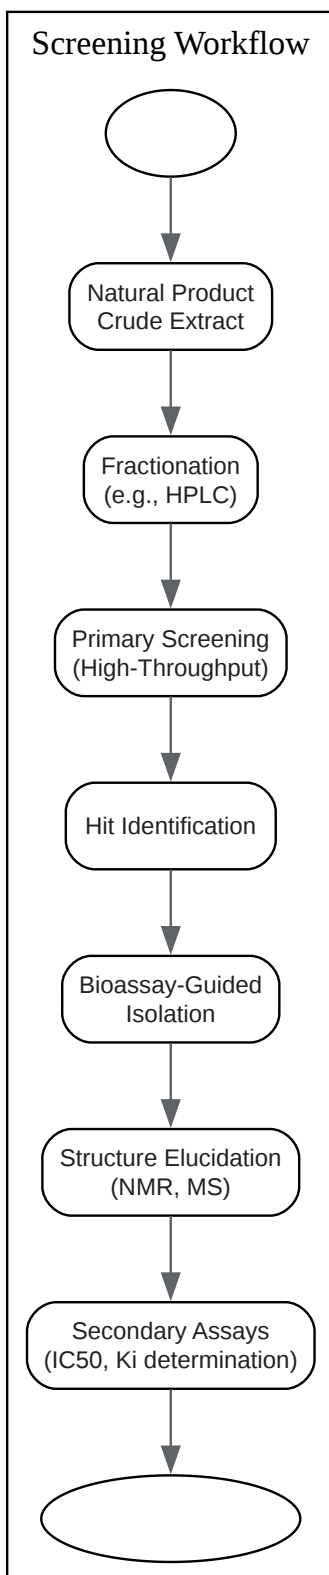 Screening Workflow
Natural Product
Crude Extract
Fractionation
(e.g., HPLC)
Primary Screening
(High-Throughput)
Hit Identification
Bioassay-Guided
Isolation
Structure Elucidation
(NMR, MS)
Secondary Assays
(IC50, Ki determination)